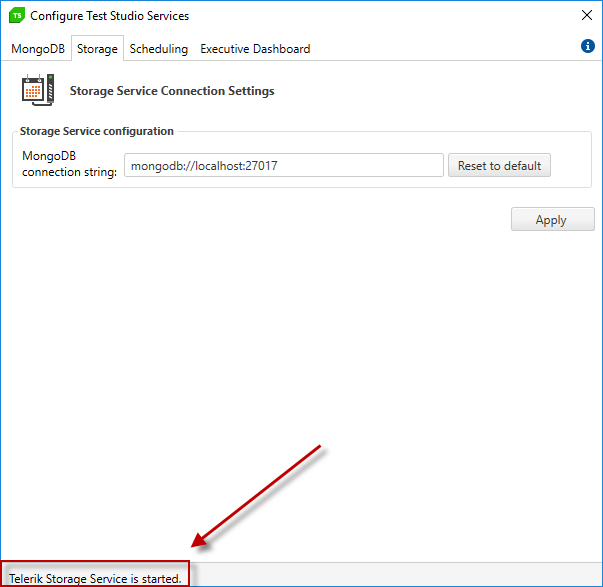 TS Configure Test Studio Services
MongoDB Storage Scheduling Executive Dashboard i
Storage Service Connection Settings
Storage Service configuration
MongoDB
connection string: mongodb://localhost:27017 Reset to default
Apply
Telerik Storage Service is started.